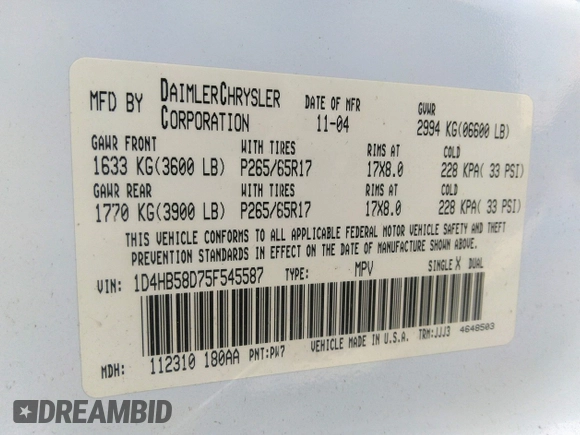 MFD BY DAIMLERCHRYSLER CORPORATION DATE OF MFR 11-04 GVWR 2994 KG(06600 LB)
GAWR FRONT WITH TIRES RIMS AT COLD
1633 KG(3600 LB) P265/65R17 17X8.0 228 KPA( 33 PSI)
GAWR REAR WITH TIRES RIMS AT COLD
1770 KG(3900 LB) P265/65R17 17X8.0 228 KPA( 33 PSI)
THIS VEHICLE CONFORMS TO ALL APPLICABLE FEDERAL MOTOR VEHICLE SAFETY AND THEFT
PREVENTION STANDARDS IN EFFECT ON THE DATE OF MANUFACTURE SHOWN ABOVE.
VIN: 1D4HB58D75F545587 TYPE: MPV SINGLE X DUAL
MDH: 112310 180AA PNT:PW7 VEHICLE MADE IN U.S.A. TRM:JJJ3 4648503
DREAMBID